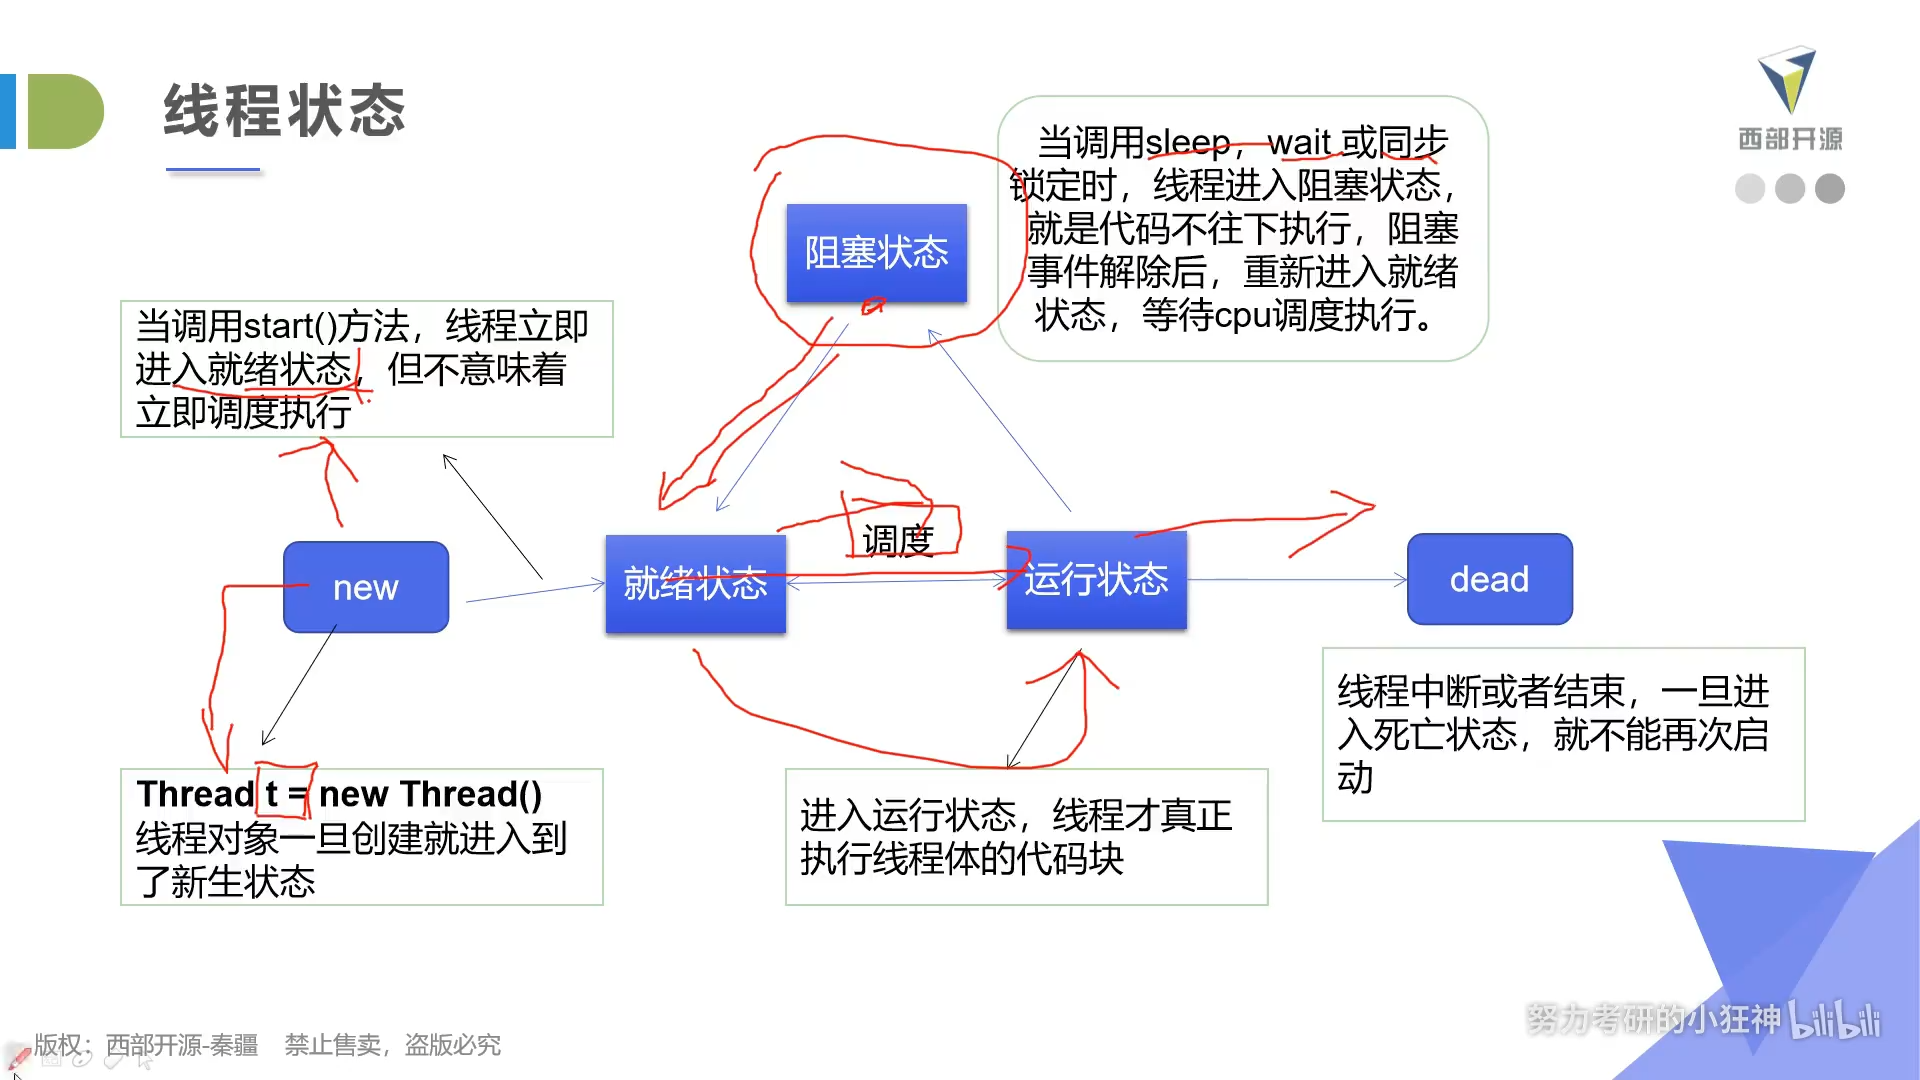 线程状态
西部开源
当调用sleep，wait 或同步
锁定时，线程进入阻塞状态，
就是代码不往下执行，阻塞
事件解除后，重新进入就绪
状态，等待cpu调度执行。
阻塞状态
当调用start()方法，线程立即
进入就绪状态，但不意味着
立即调度执行
调度
new
就绪状态
运行状态
dead
Thread t = new Thread()
线程对象一旦创建就进入到
了新生状态
进入运行状态，线程才真正
执行线程体的代码块
线程中断或者结束，一旦进
入死亡状态，就不能再次启
动
努力考研的小狂神 bilibili
版权：西部开源-秦疆 禁止售卖，盗版必究